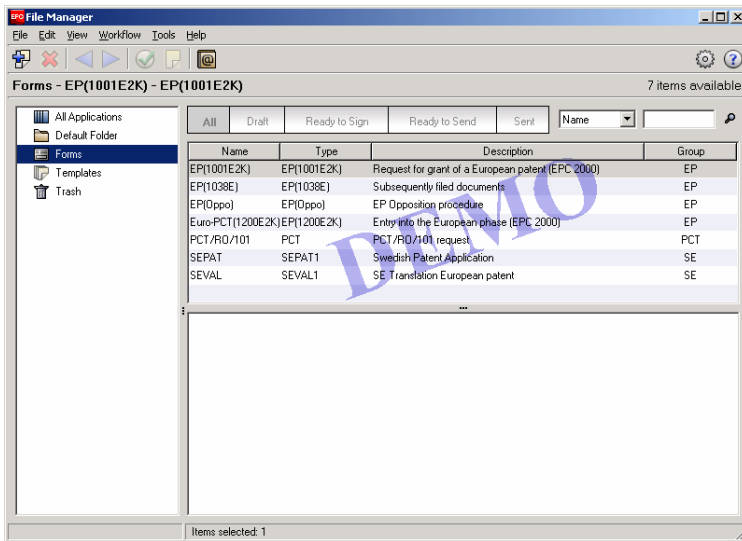 EPO File Manager
File Edit View Workflow Tools Help
Forms - EP(1001E2K) - EP(1001E2K) 7 items available
All Applications
Default Folder
Forms
Templates
Trash
All Draft Ready to Sign Ready to Send Sent Name
Name Type Description Group
EP(1001E2K) EP(1001E2K) Request for grant of a European patent (EPC 2000) EP
EP(1038E) EP(1038E) Subsequently filed documents EP
EP(Oppo) EP(Oppo) EP Opposition procedure EP
Euro-PCT(1200E2K) EP(1200E2K) Entry into the European phase (EPC 2000) EP
PCT/RO/101 PCT PCT/RO/101 request PCT
SEPAT SEPAT1 Swedish Patent Application SE
SEVAL SEVAL1 SE Translation European patent SE
DEMO
Items selected: 1